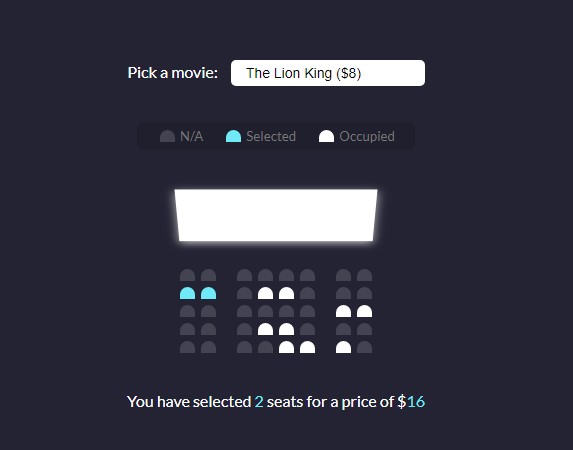 Pick a movie: The Lion King ($8)
N/A Selected Occupied
You have selected 2 seats for a price of $16